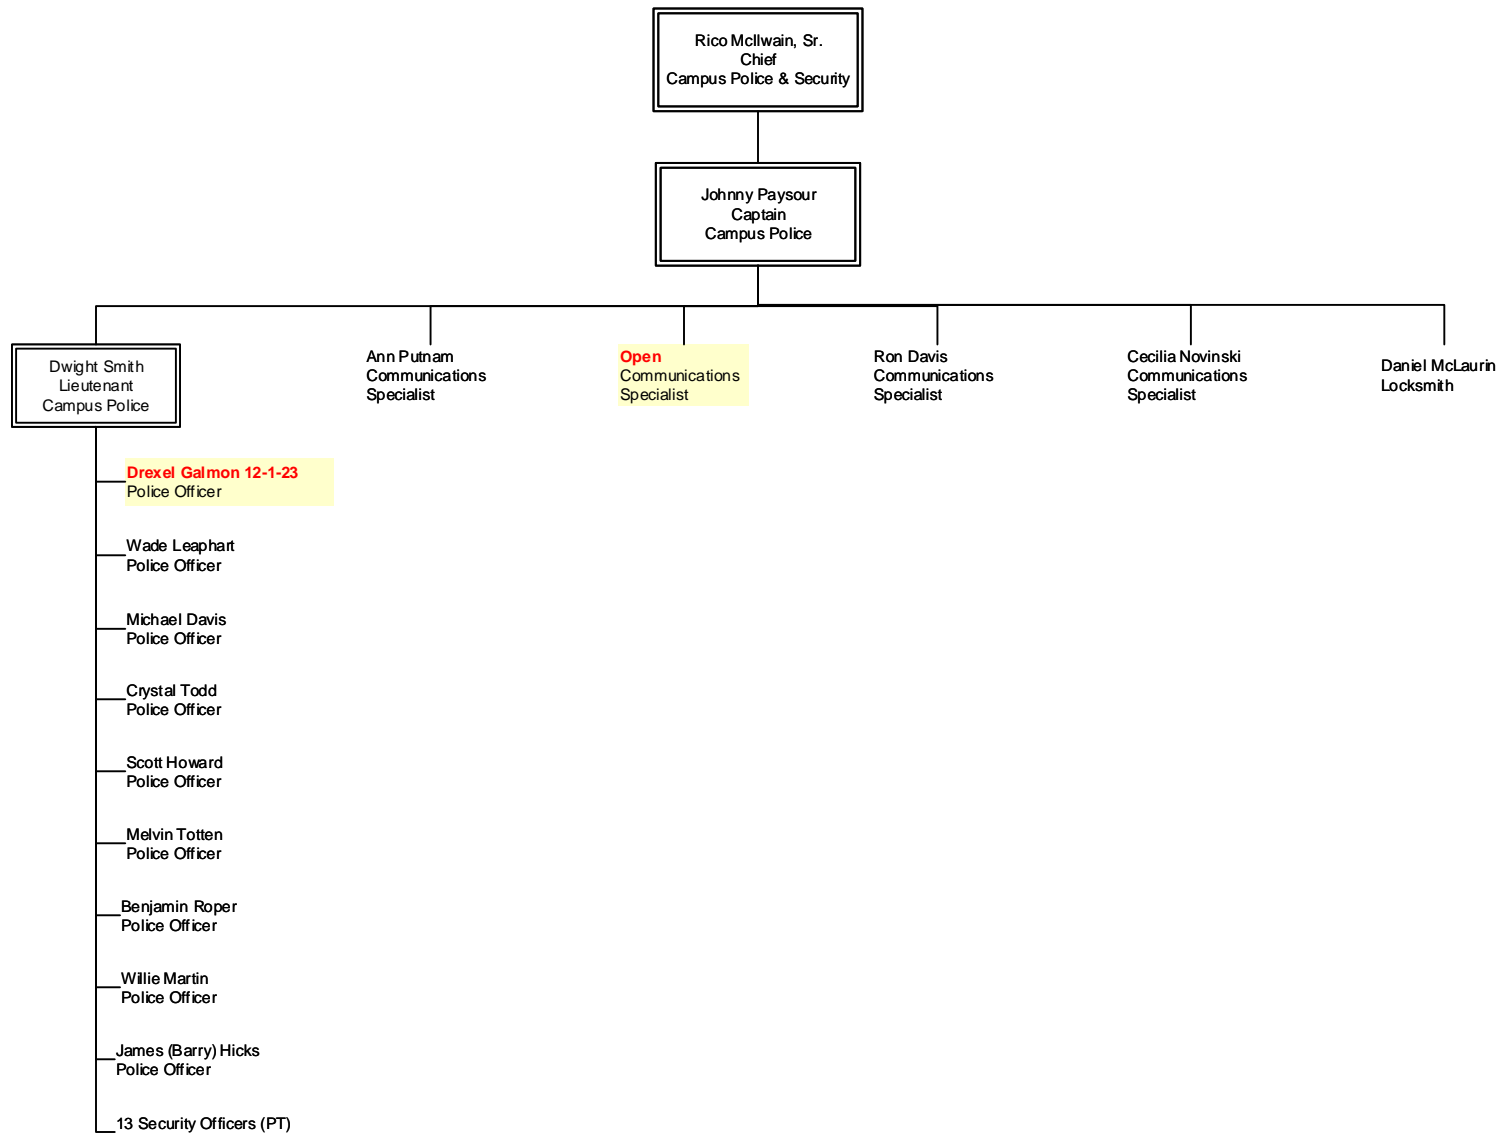 Rico McIlwain, Sr.
Chief
Campus Police & Security
Johnny Paysour
Captain
Campus Police
Dwight Smith
Lieutenant
Campus Police
Ann Putnam
Communications
Specialist
Open
Communications
Specialist
Ron Davis
Communications
Specialist
Cecilia Novinski
Communications
Specialist
Daniel McLaurin
Locksmith
Drexel Galmon 12-1-23
Police Officer
Wade Leaphart
Police Officer
Michael Davis
Police Officer
Crystal Todd
Police Officer
Scott Howard
Police Officer
Melvin Totten
Police Officer
Benjamin Roper
Police Officer
Willie Martin
Police Officer
James (Barry) Hicks
Police Officer
13 Security Officers (PT)